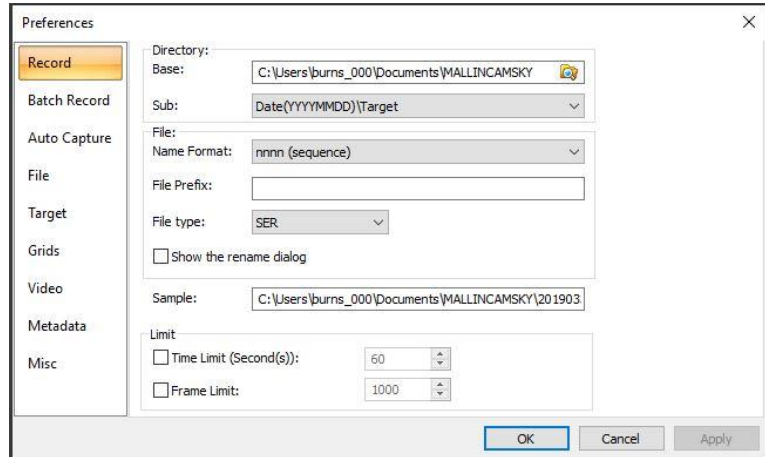 Preferences
Record
Batch Record
Auto Capture
File
Target
Grids
Video
Metadata
Misc
Directory:
Base: C:\Users\burns_000\Documents\MALLINCAMSKY
Sub: Date(YYYYMMDD)\Target
File:
Name Format: nnnn (sequence)
File Prefix:
File type: SER
Show the rename dialog
Sample: C:\Users\burns_000\Documents\MALLINCAMSKY\201903
Limit
Time Limit (Second(s)): 60
Frame Limit: 1000
OK Cancel Apply